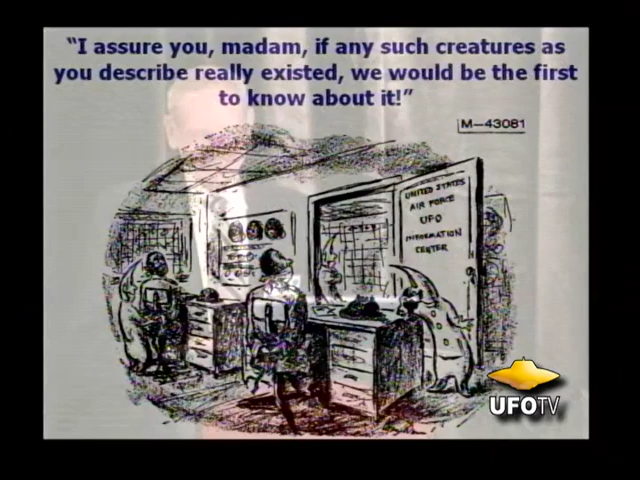 “I assure you, madam, if any such creatures as
you describe really existed, we would be the first
to know about it!”
M-43081
UNITED STATES
AIR FORCE
UFO
INFORMATION
CENTER
UFOTV